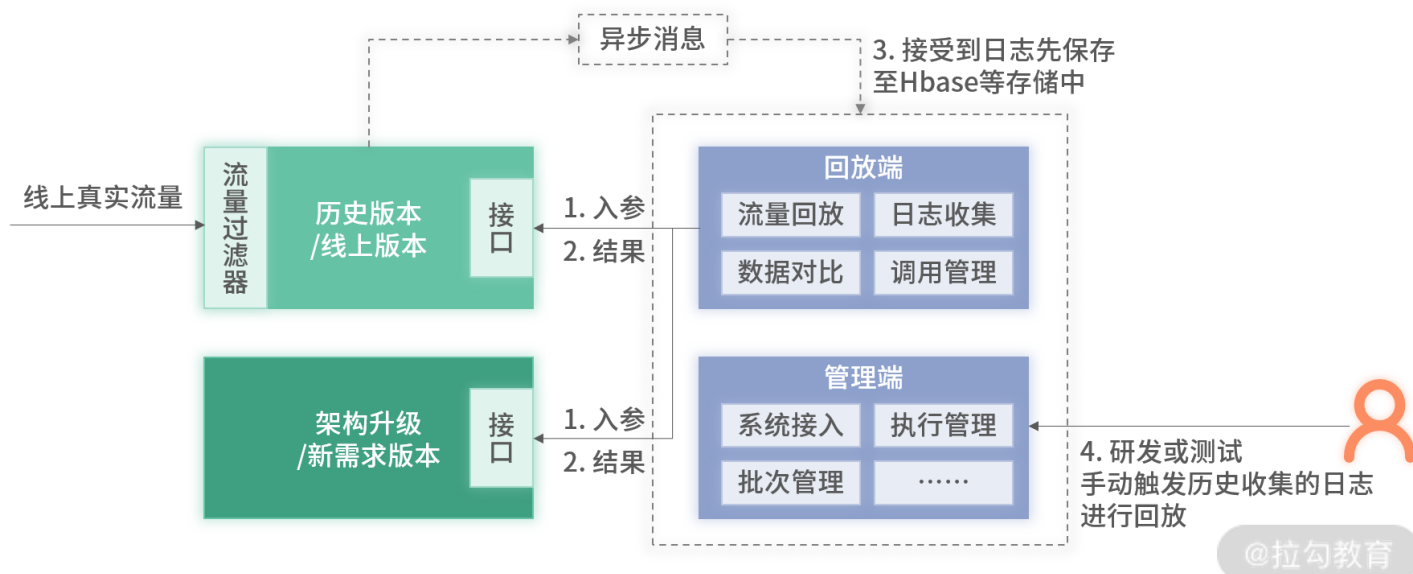 异步消息
3. 接受到日志先保存
至Hbase等存储中
线上真实流量
流量过滤器
历史版本
/线上版本
接口
1. 入参
2. 结果
回放端
流量回放
日志收集
数据对比
调用管理
架构升级
/新需求版本
接口
1. 入参
2. 结果
管理端
系统接入
执行管理
批次管理
……
4. 研发或测试
手动触发历史收集的日志
进行回放
@拉勾教育